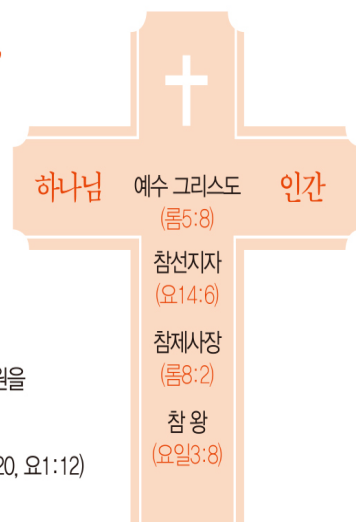 하나님 예수 그리스도 인간
(롬5:8)
참선지자
(요14:6)
참제사장
(롬8:2)
참 왕
(요일3:8)
원을
20, 요1:12)